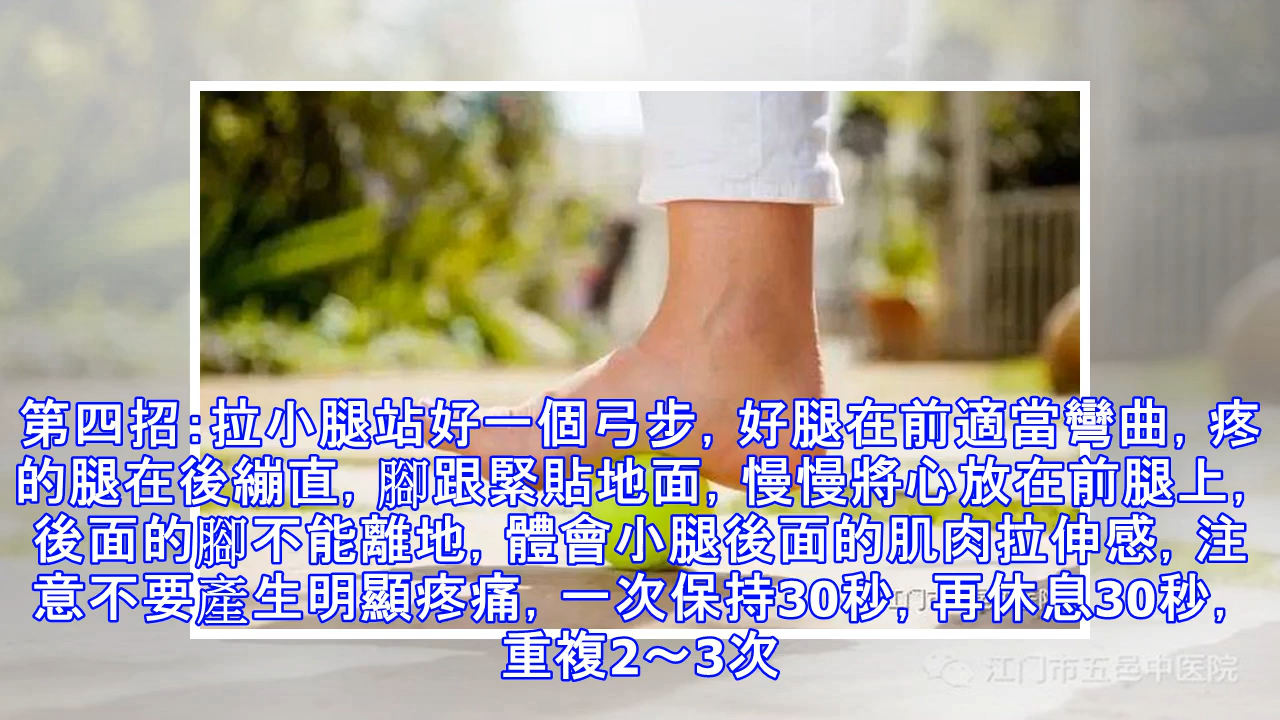 第四招:拉小腿站好一個弓步, 好腿在前適當彎曲, 疼
的腿在後繃直, 腳跟緊貼地面, 慢慢將心放在前腿上,
後面的腳不能離地, 體會小腿後面的肌肉拉伸感, 注
意不要產生明顯疼痛, 一次保持30秒, 再休息30秒,
重複2～3次
江门市五邑中医院